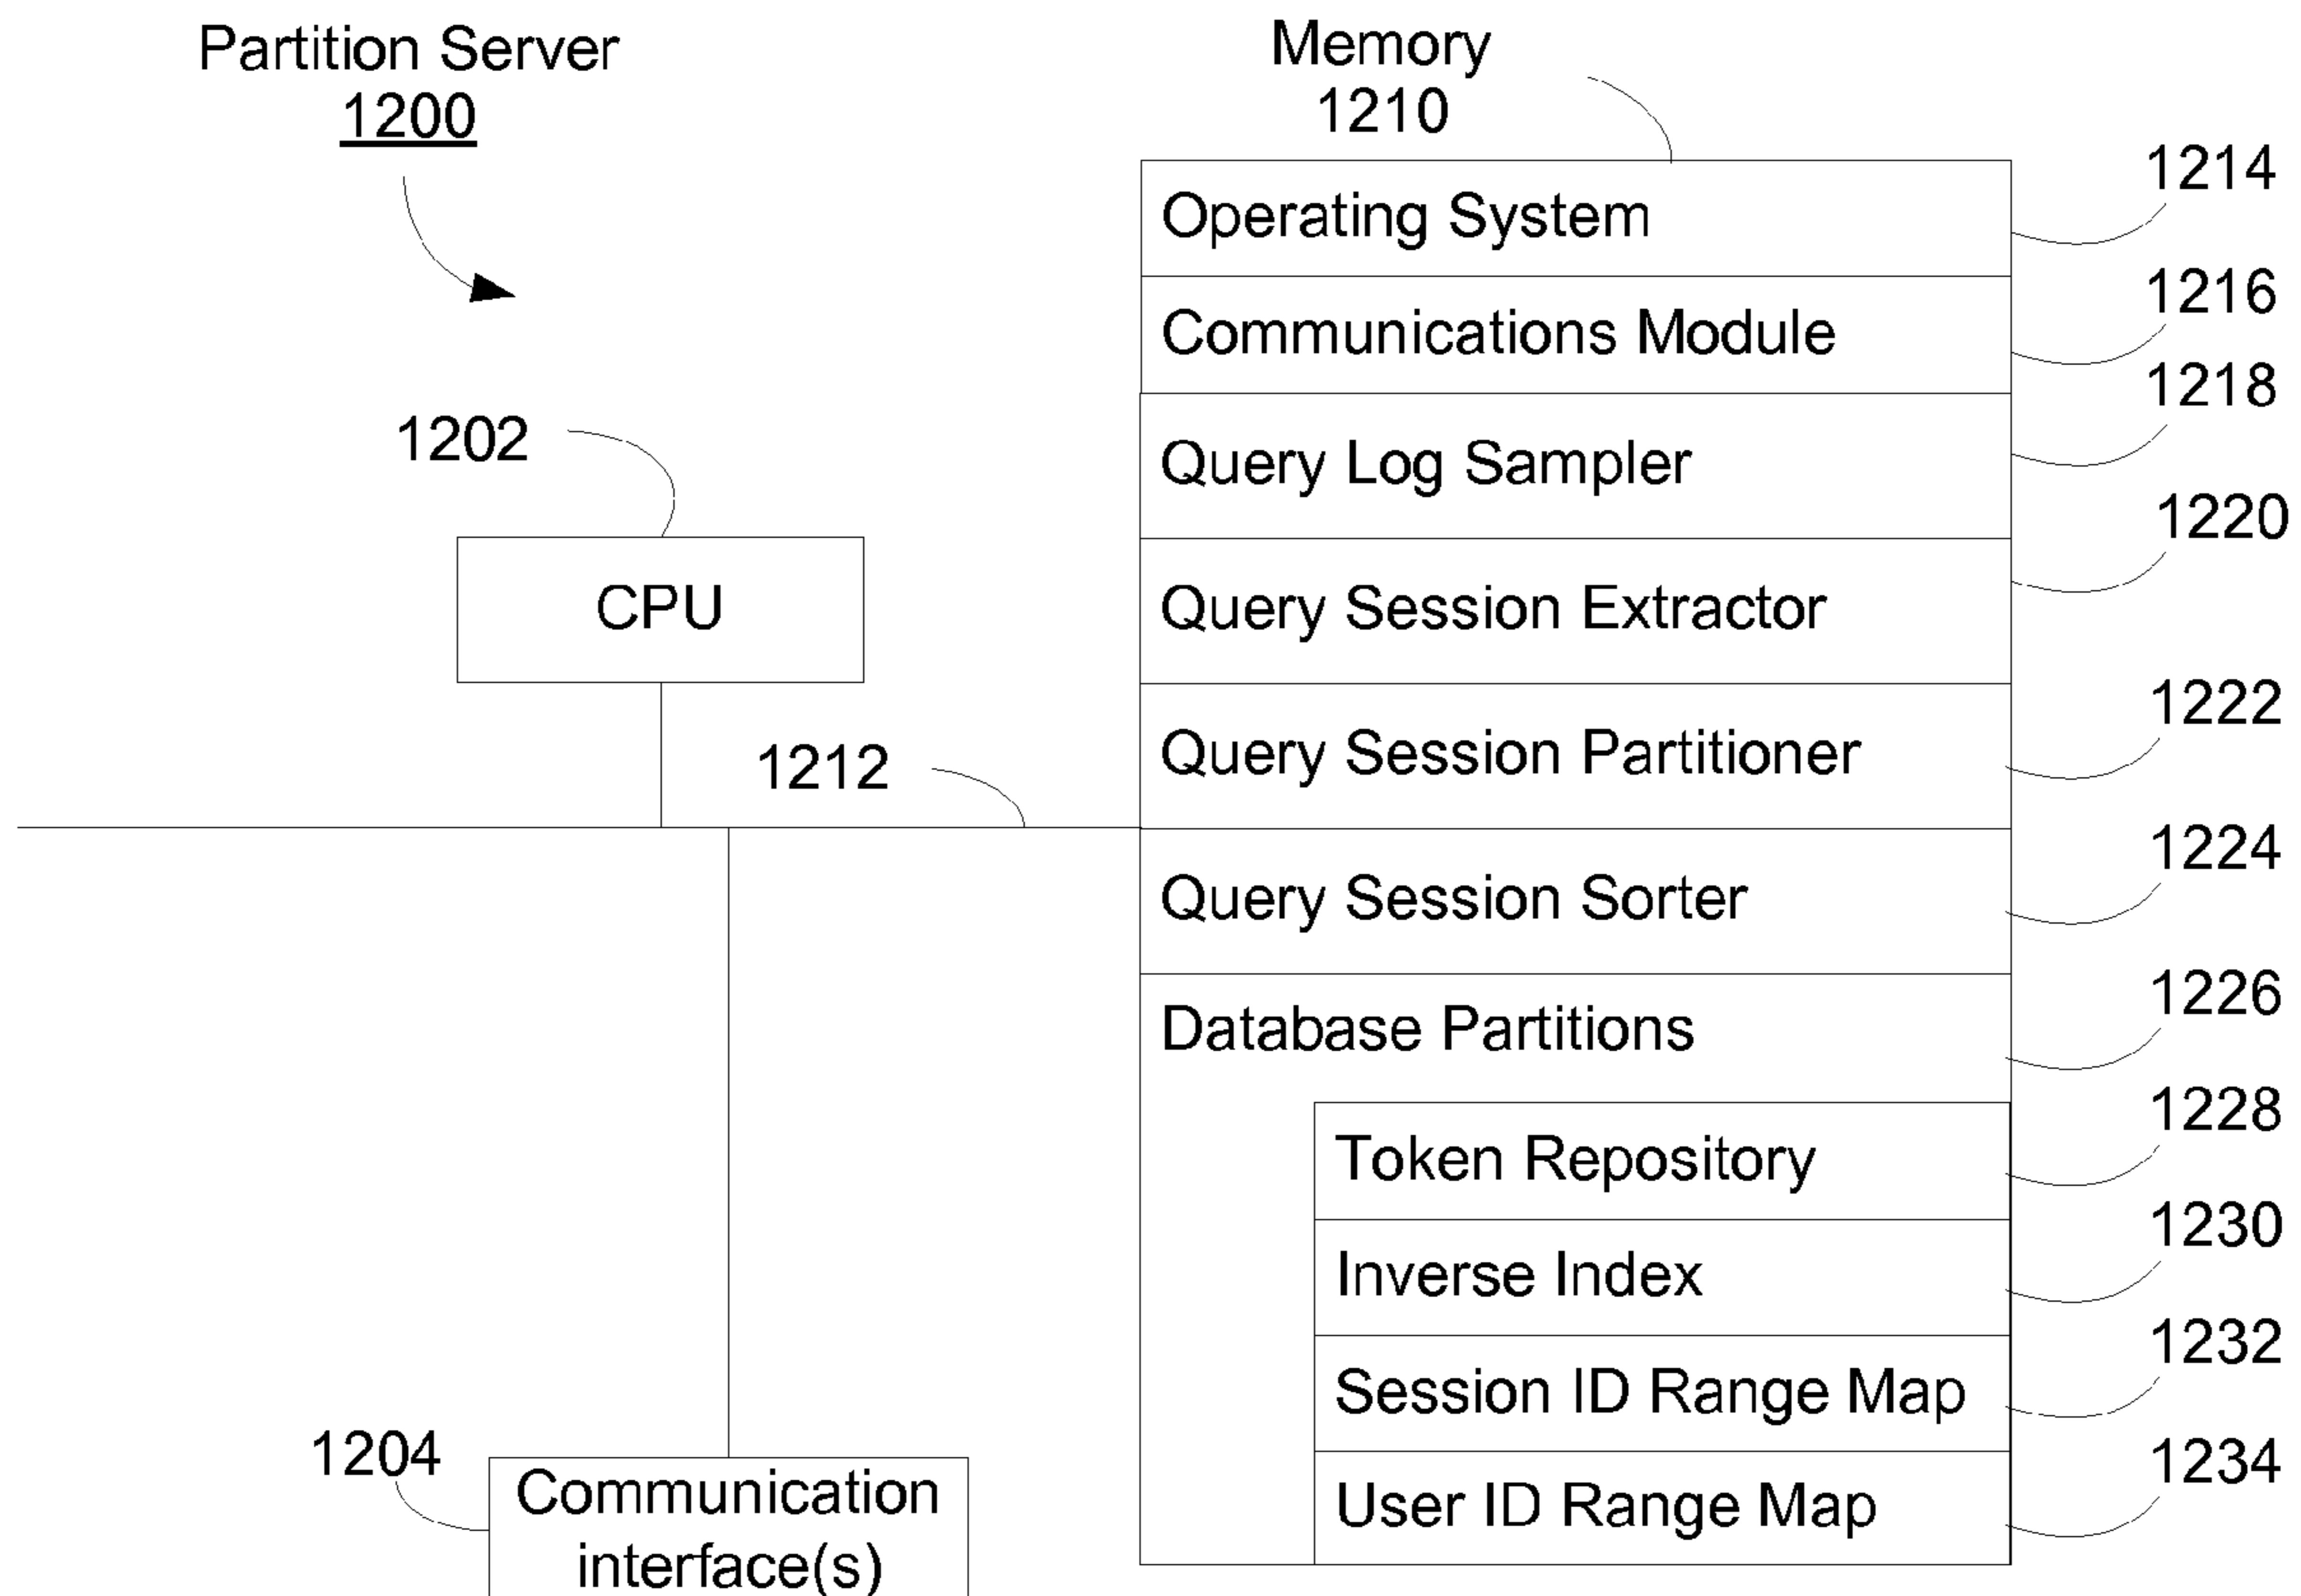 Partition Server
1200
Memory
1210
1214
Operating System
1216
Communications Module
1218
Query Log Sampler
1202
1220
CPU
Query Session Extractor
1222
Query Session Partitioner
1212
1224
Query Session Sorter
1226
Database Partitions
1228
Token Repository
1230
Inverse Index
1232
Session ID Range Map
1204
1234
Communication
interface(s)
User ID Range Map